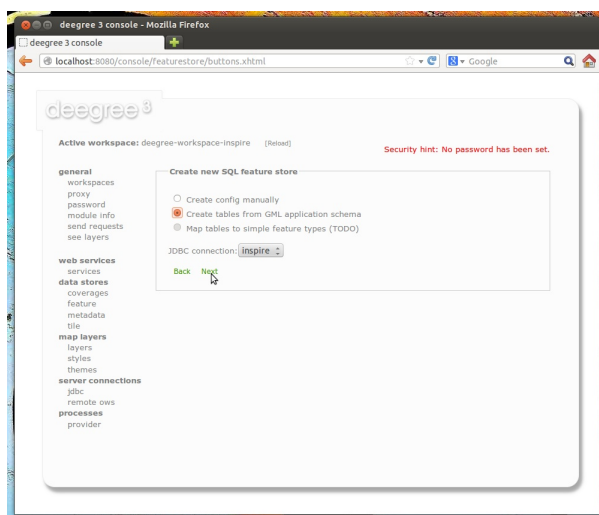 deegree 3 console - Mozilla Firefox
deegree 3 console
localhost:8080/console/featurestore/buttons.xhtml
Google
deegree 3
Active workspace: deegree-workspace-inspire [Reload]
Security hint: No password has been set.
general
workspaces
proxy
password
module info
send requests
see layers
web services
services
data stores
coverages
feature
metadata
tile
map layers
layers
styles
themes
server connections
jdbc
remote ows
processes
provider
Create new SQL feature store
Create config manually
Create tables from GML application schema
Map tables to simple feature types (TODO)
JDBC connection: inspire
Back Next